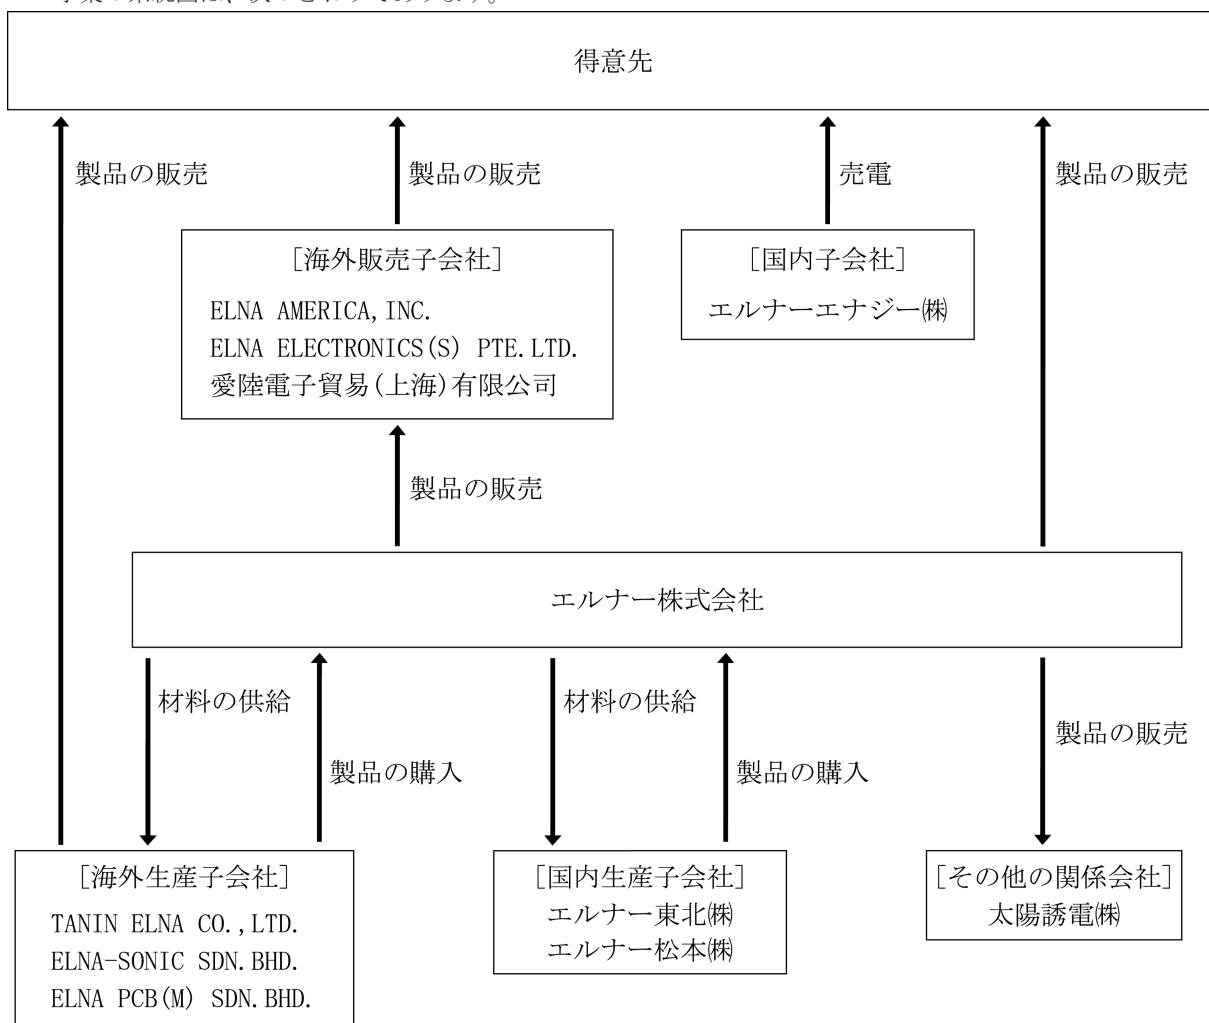 事業の系統図は、次のとおりであります。
得意先
製品の販売
製品の販売
売電
製品の販売
[海外販売子会社]
ELNA AMERICA,INC.
ELNA ELECTRONICS(S) PTE.LTD.
愛陸電子貿易(上海)有限公司
[国内子会社]
エルナーエナジー㈱
製品の販売
エルナー株式会社
材料の供給
製品の購入
材料の供給
製品の購入
製品の販売
[海外生産子会社]
TANIN ELNA CO.,LTD.
ELNA-SONIC SDN.BHD.
ELNA PCB(M) SDN.BHD.
[国内生産子会社]
エルナー東北㈱
エルナー松本㈱
[その他の関係会社]
太陽誘電㈱